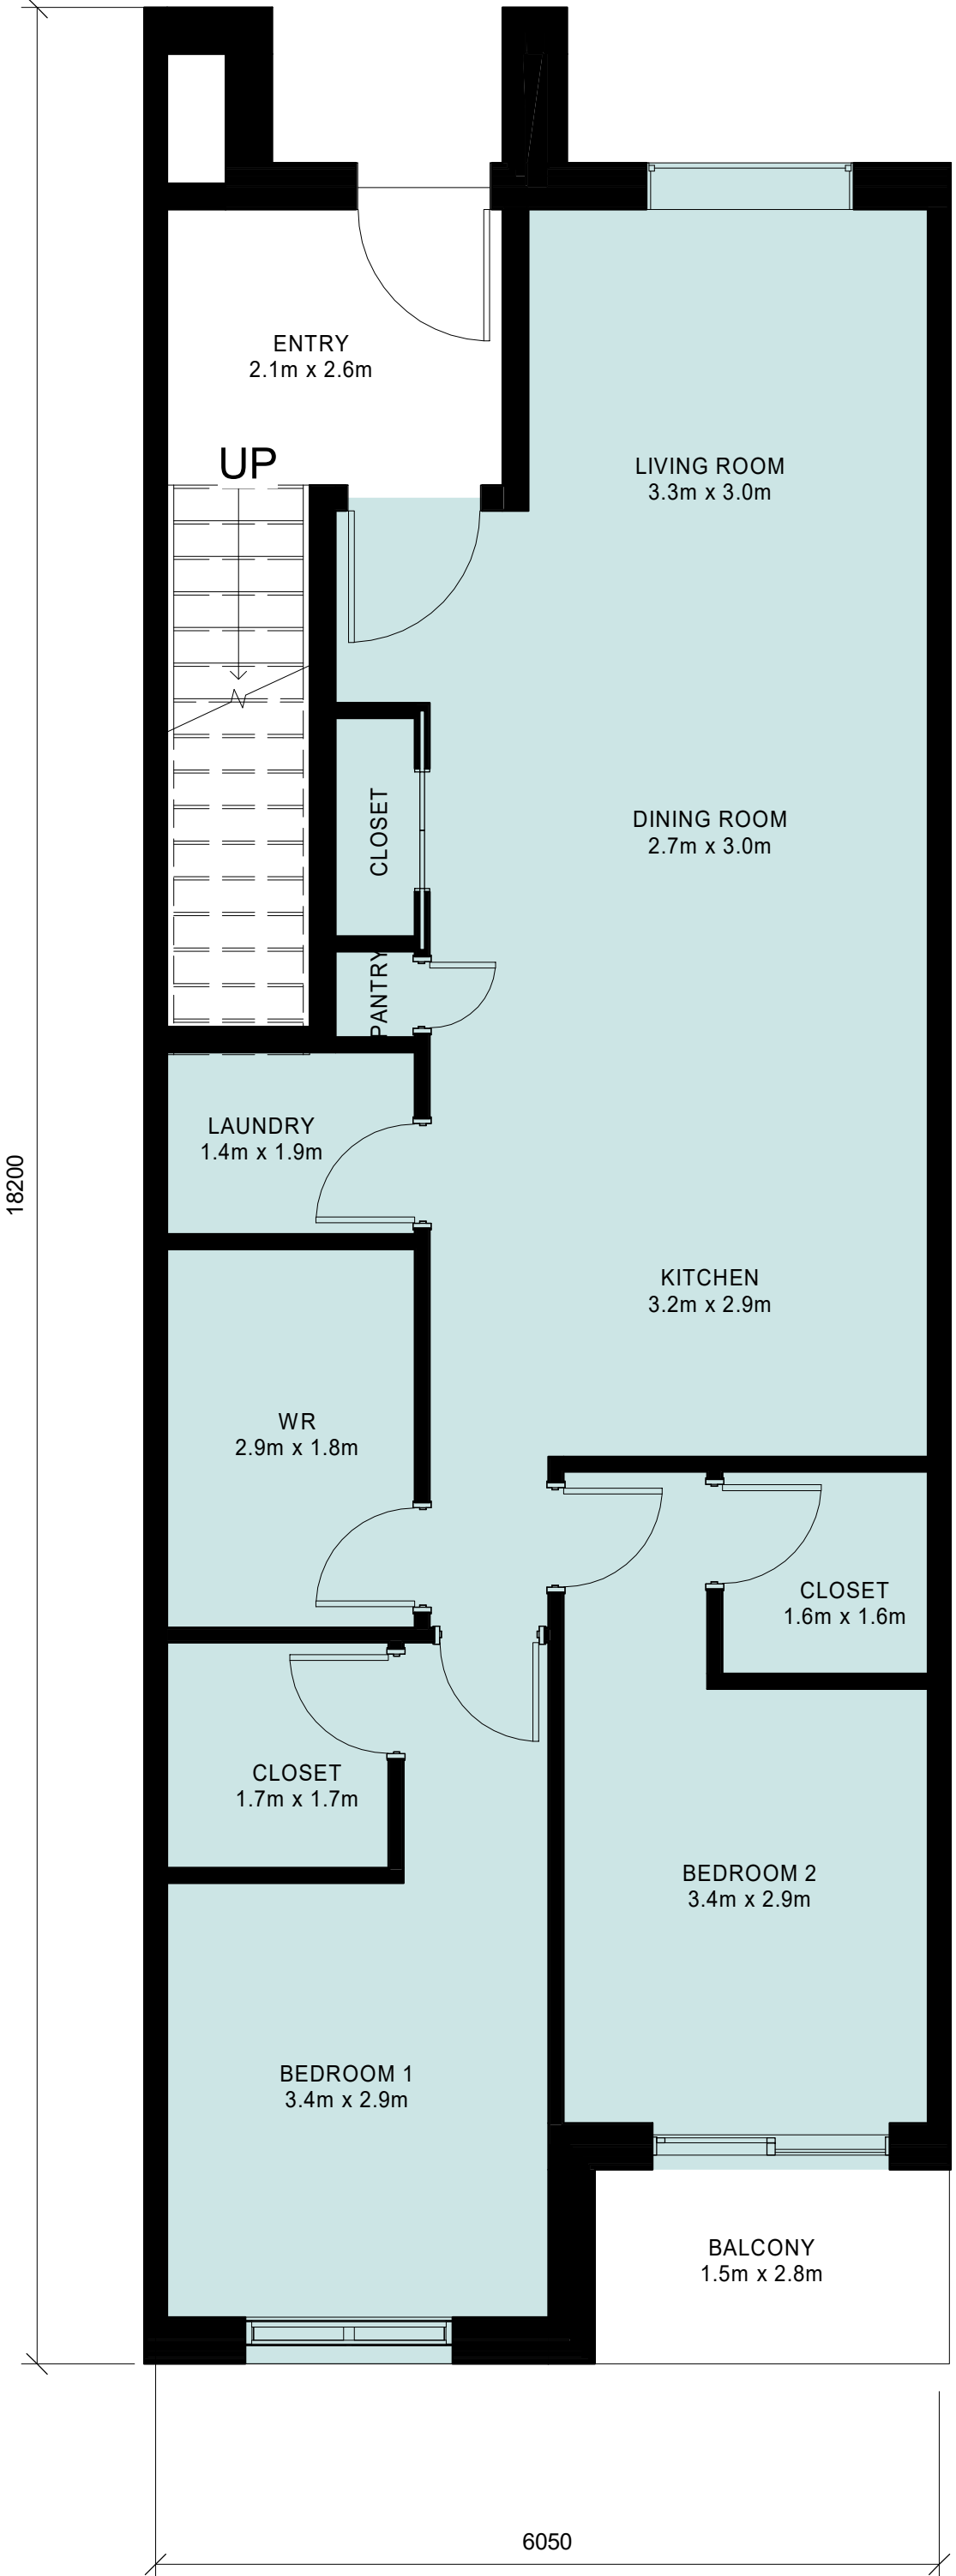 ENTRY
2.1m x 2.6m
UP
LIVING ROOM
3.3m x 3.0m
CLOSET
DINING ROOM
2.7m x 3.0m
PANTRY
LAUNDRY
1.4m x 1.9m
18200
KITCHEN
3.2m x 2.9m
WR
2.9m x 1.8m
CLOSET
1.6m x 1.6m
CLOSET
1.7m x 1.7m
BEDROOM 2
3.4m x 2.9m
BEDROOM 1
3.4m x 2.9m
BALCONY
1.5m x 2.8m
6050